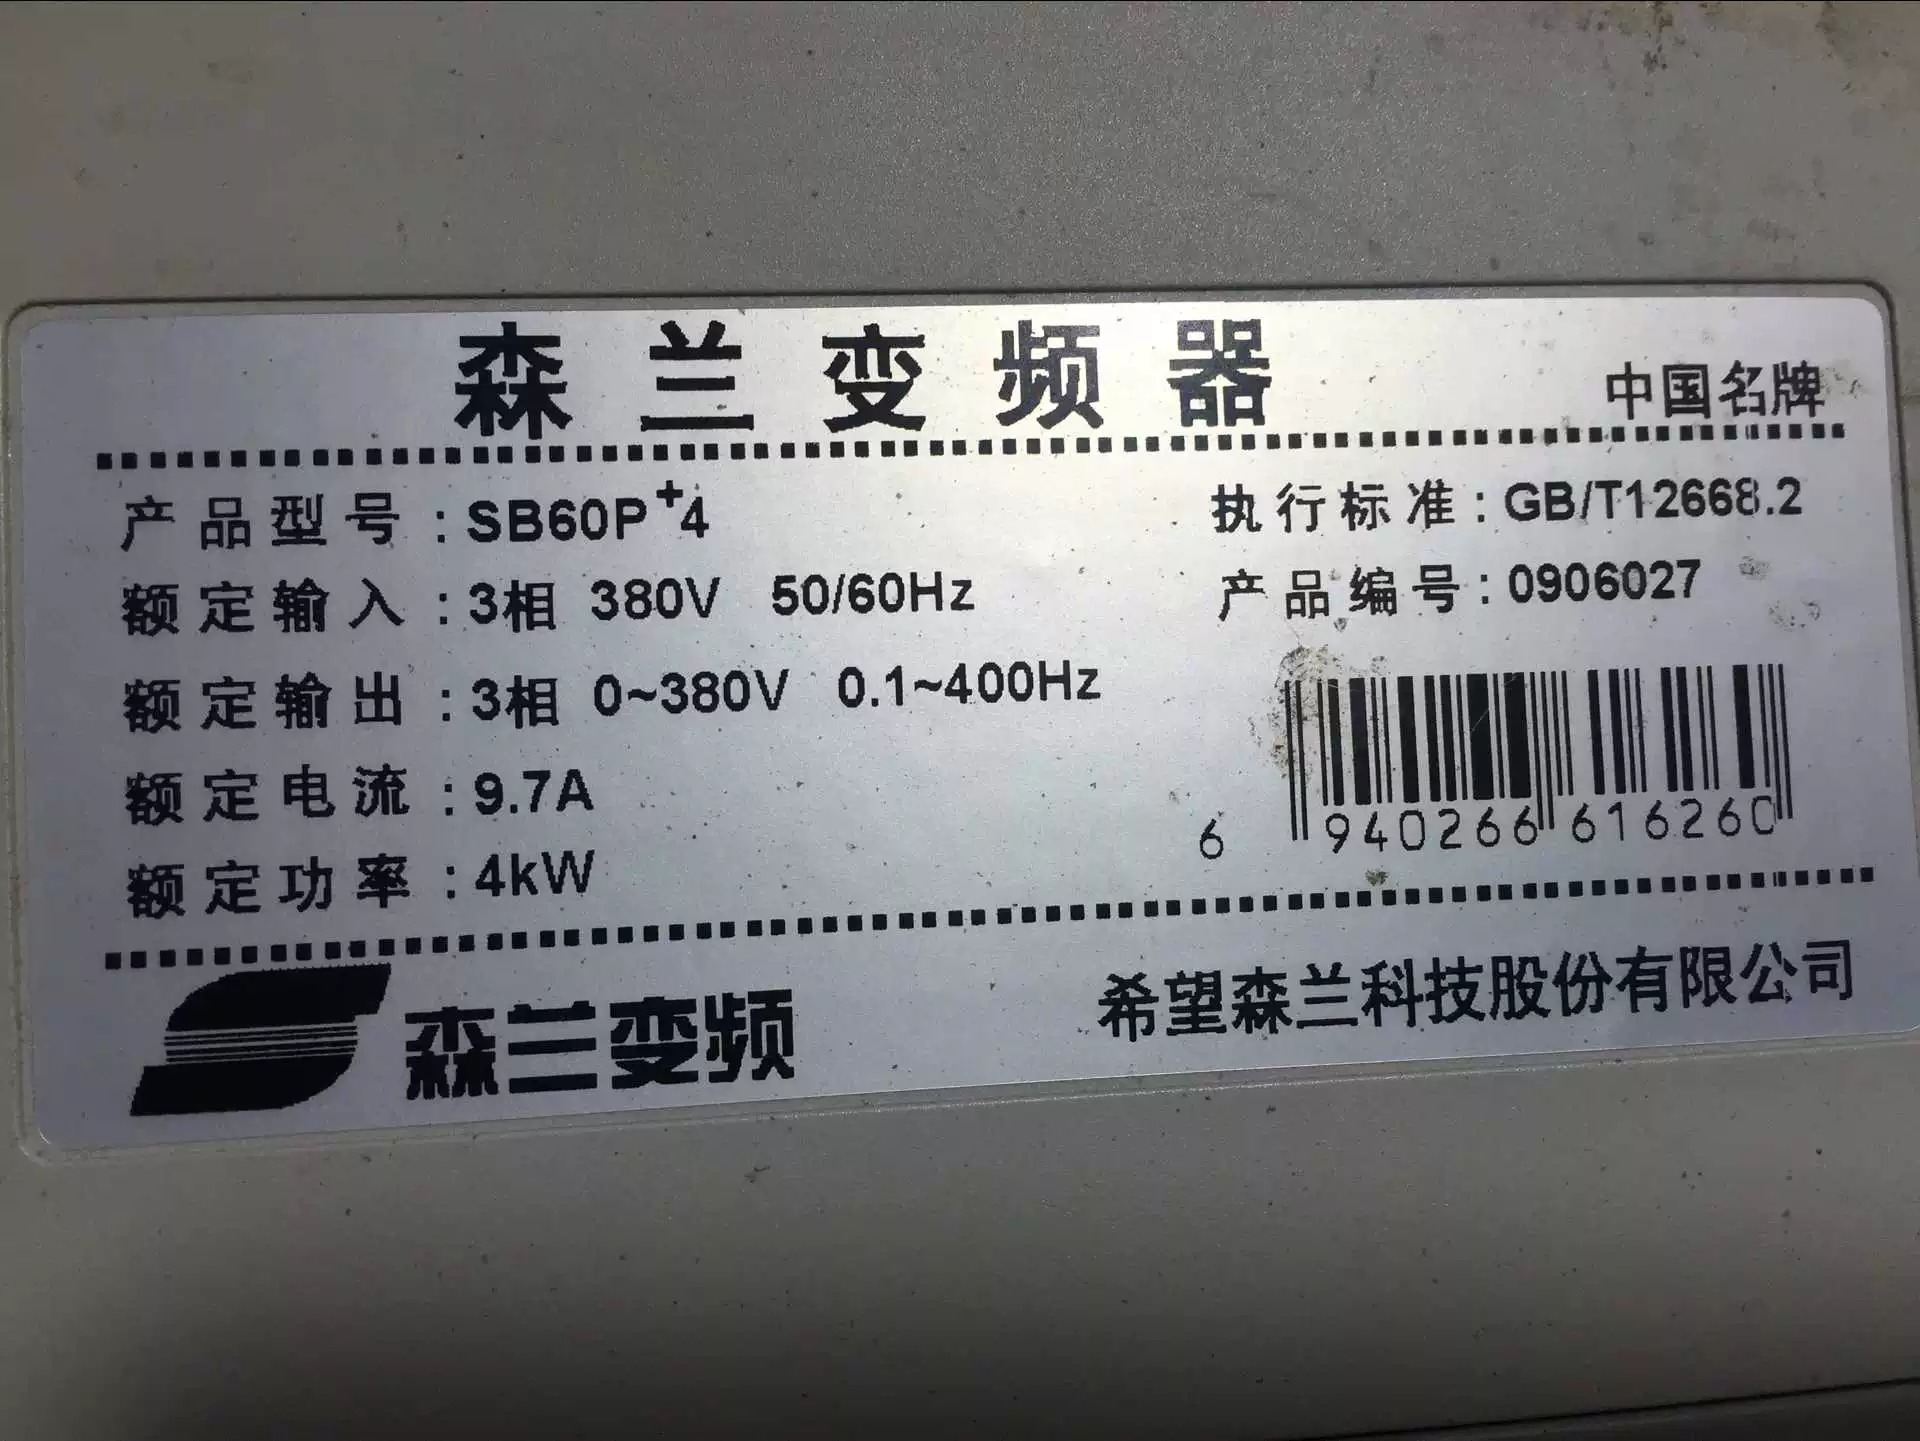 森兰变频器
中国名牌
产品型号:SB60P⁺4
执行标准:GB/T12668.2
额定输入:3相 380V 50/60Hz
产品编号:0906027
额定输出:3相 0~380V 0.1~400Hz
额定电流:9.7A
6 940266 616260
额定功率:4kW
森兰变频
希望森兰科技股份有限公司